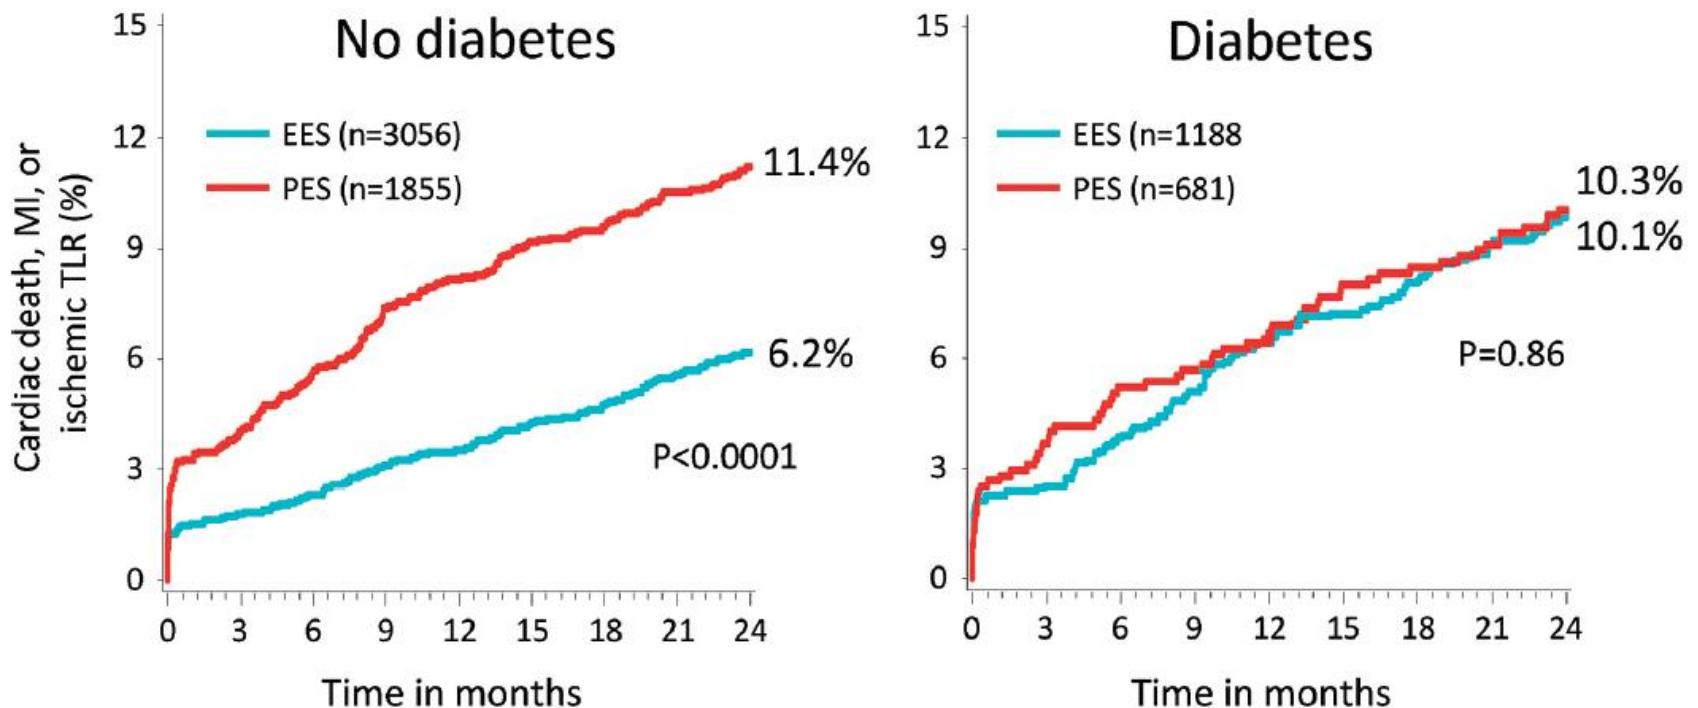 No diabetes
Cardiac death, MI, or
ischemic TLR (%)
15
12
9
6
3
0
EES (n=3056)
PES (n=1855)
11.4%
6.2%
P<0.0001
0 3 6 9 12 15 18 21 24
Time in months
Diabetes
15
12
9
6
3
0
EES (n=1188
PES (n=681)
10.3%
10.1%
P=0.86
0 3 6 9 12 15 18 21 24
Time in months